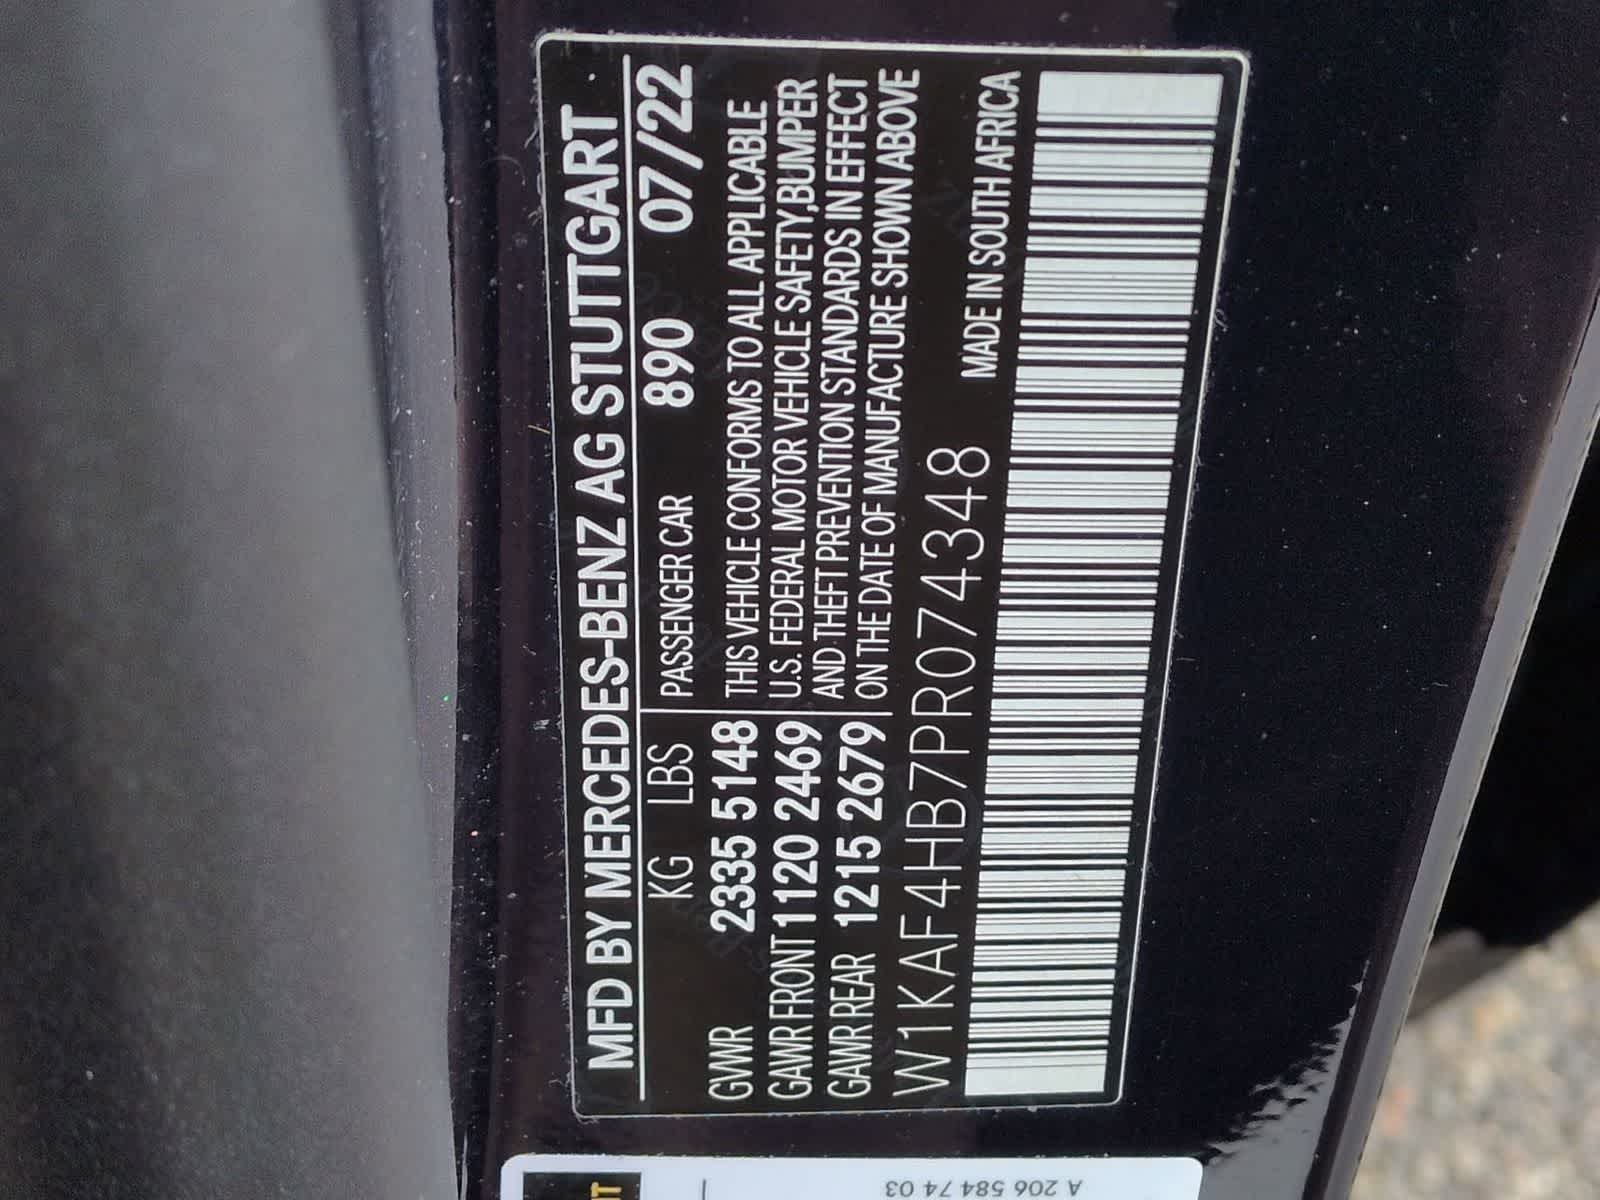 MFD BY MERCEDES-BENZ AG STUTTGART
KG LBS PASSENGER CAR 890 07/22
GVWR 2335 5148 THIS VEHICLE CONFORMS TO ALL APPLICABLE
GAWR FRONT 1120 2469 U.S. FEDERAL MOTOR VEHICLE SAFETY,BUMPER
GAWR REAR 1215 2679 AND THEFT PREVENTION STANDARDS IN EFFECT
ON THE DATE OF MANUFACTURE SHOWN ABOVE
W1KAF4HB7PR074348
MADE IN SOUTH AFRICA
A 206 584 74 03